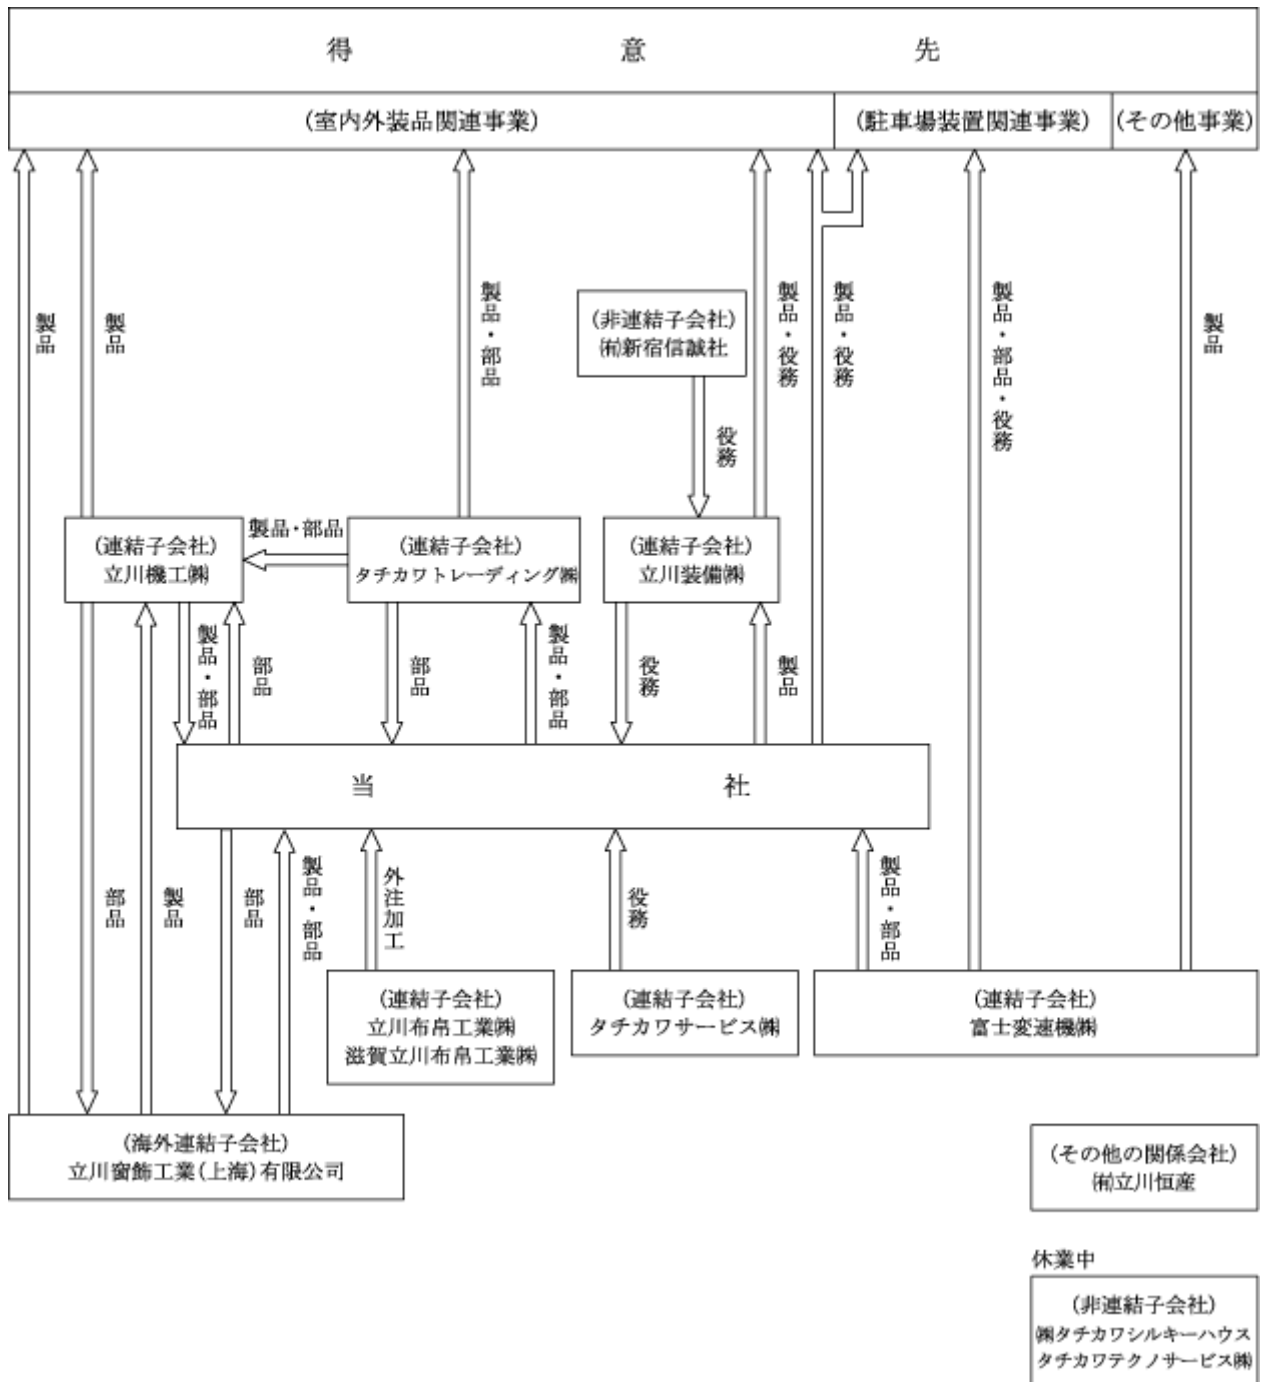 得意先
(室内外装品関連事業)
(駐車場装置関連事業)
(その他事業)
製品
製品
製品・部品
(非連結子会社)
㈲新宿信誠社
製品・役務
製品・役務
製品・部品・役務
製品
役務
(連結子会社)
立川機工㈱
製品・部品
(連結子会社)
タチカワトレーディング㈱
(連結子会社)
立川装備㈱
製品・部品
部品
部品
製品・部品
役務
製品
当社
部品
製品
部品
製品・部品
外注加工
役務
製品・部品
(連結子会社)
立川布帛工業㈱
滋賀立川布帛工業㈱
(連結子会社)
タチカワサービス㈱
(連結子会社)
富士変速機㈱
(海外連結子会社)
立川窗飾工業(上海)有限公司
(その他の関係会社)
㈲立川恒産
休業中
(非連結子会社)
㈱タチカワシルキーハウス
タチカワテクノサービス㈱